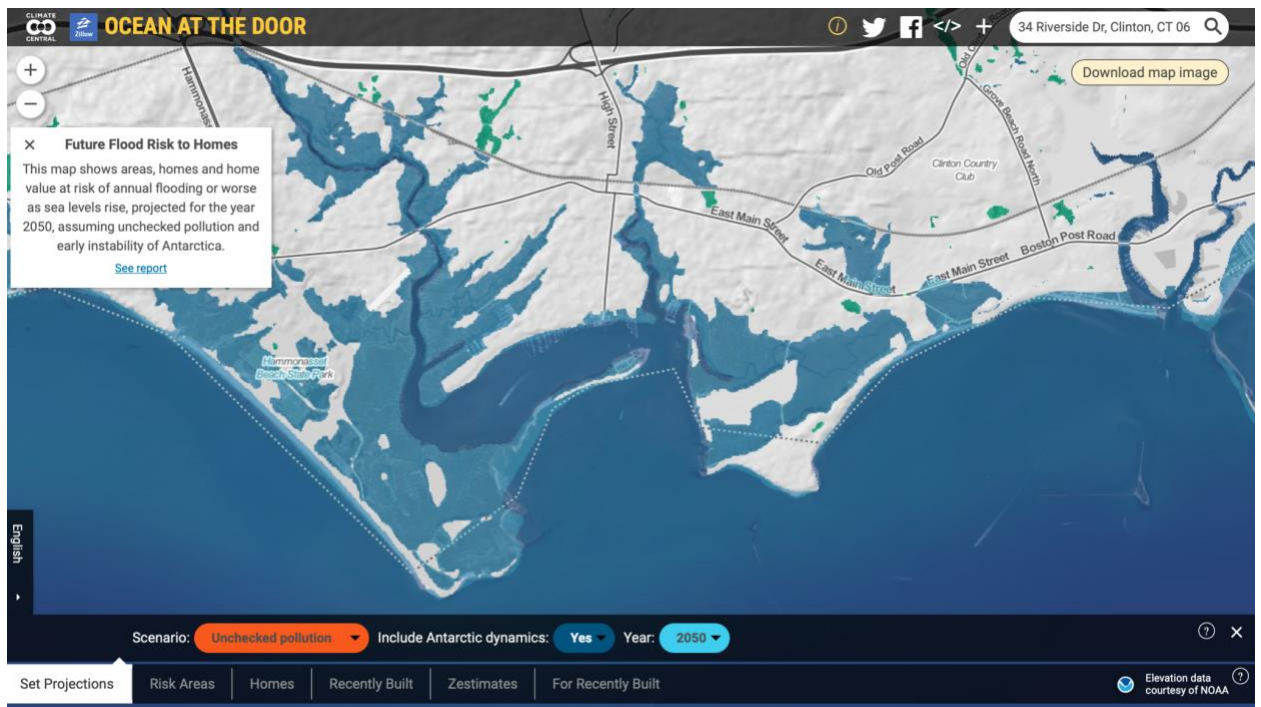 CLIMATE
CENTRAL
Zillow
OCEAN AT THE DOOR
34 Riverside Dr, Clinton, CT 06
Download map image
Future Flood Risk to Homes
This map shows areas, homes and home
value at risk of annual flooding or worse
as sea levels rise, projected for the year
2050, assuming unchecked pollution and
early instability of Antarctica.
See report
High Street
Old Post Road
Grove Beach Road North
Clinton Country
Club
East Main Street
East Main Street
East Main Street
Boston Post Road
Hammonasset
Beach State Park
English
Scenario:
Unchecked pollution
Include Antarctic dynamics:
Yes
Year:
2050
Set Projections
Risk Areas
Homes
Recently Built
Zestimates
For Recently Built
Elevation data
courtesy of NOAA